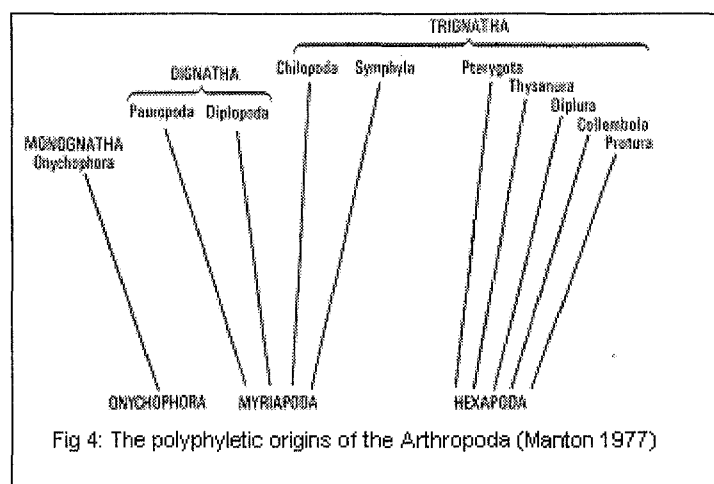 TRIGNATHA
DIGNATHA
Chilopoda Symphyla Pterygota
Thysanura
Diplura
Pauropoda Diplopoda
Collembolo
Protura
MONOGNATHA
Onychophora
ONYCHOPHORA MYRIAPODA HEXAPODA
Fig 4: The polyphyletic origins of the Arthropoda (Manton 1977)